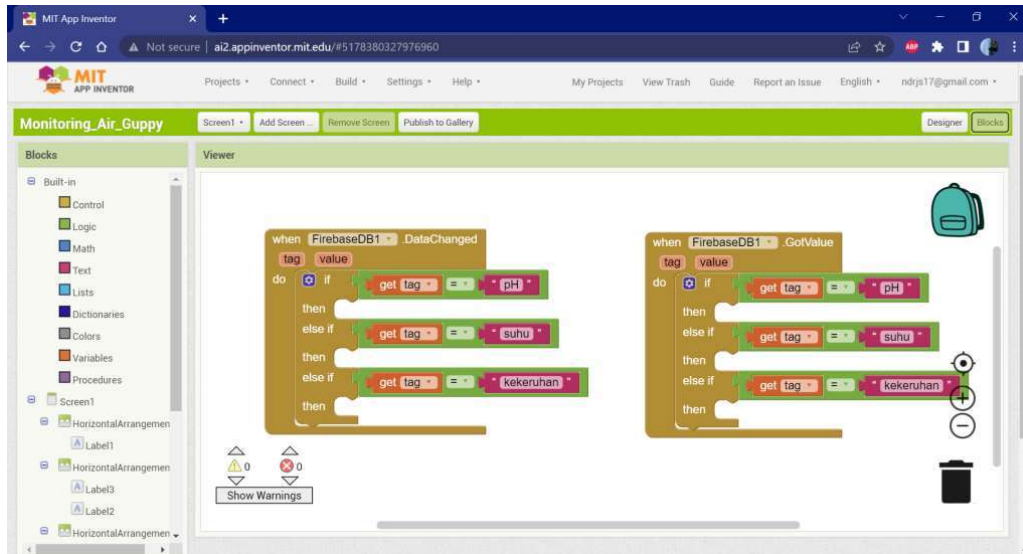 MIT App Inventor
Not secure | ai2.appinventor.mit.edu/#5178380327976960
ABP
MIT
APP INVENTOR
Projects Connect Build Settings Help My Projects View Trash Guide Report an Issue English ndrjs17@gmail.com
Monitoring_Air_Guppy Screen1 Add Screen ... Remove Screen Publish to Gallery Designer Blocks
Blocks Viewer
Built-in
Control
Logic
Math
Text
Lists
Dictionaries
Colors
Variables
Procedures
Screen1
HorizontalArrangemen
Label1
HorizontalArrangemen
Label3
Label2
HorizontalArrangemen
when FirebaseDB1 .DataChanged
tag value
do if get tag = " pH "
then
else if get tag = " suhu "
then
else if get tag = " kekeruhan "
then
when FirebaseDB1 .GotValue
tag value
do if get tag = " pH "
then
else if get tag = " suhu "
then
else if get tag = " kekeruhan "
then
0 0
Show Warnings